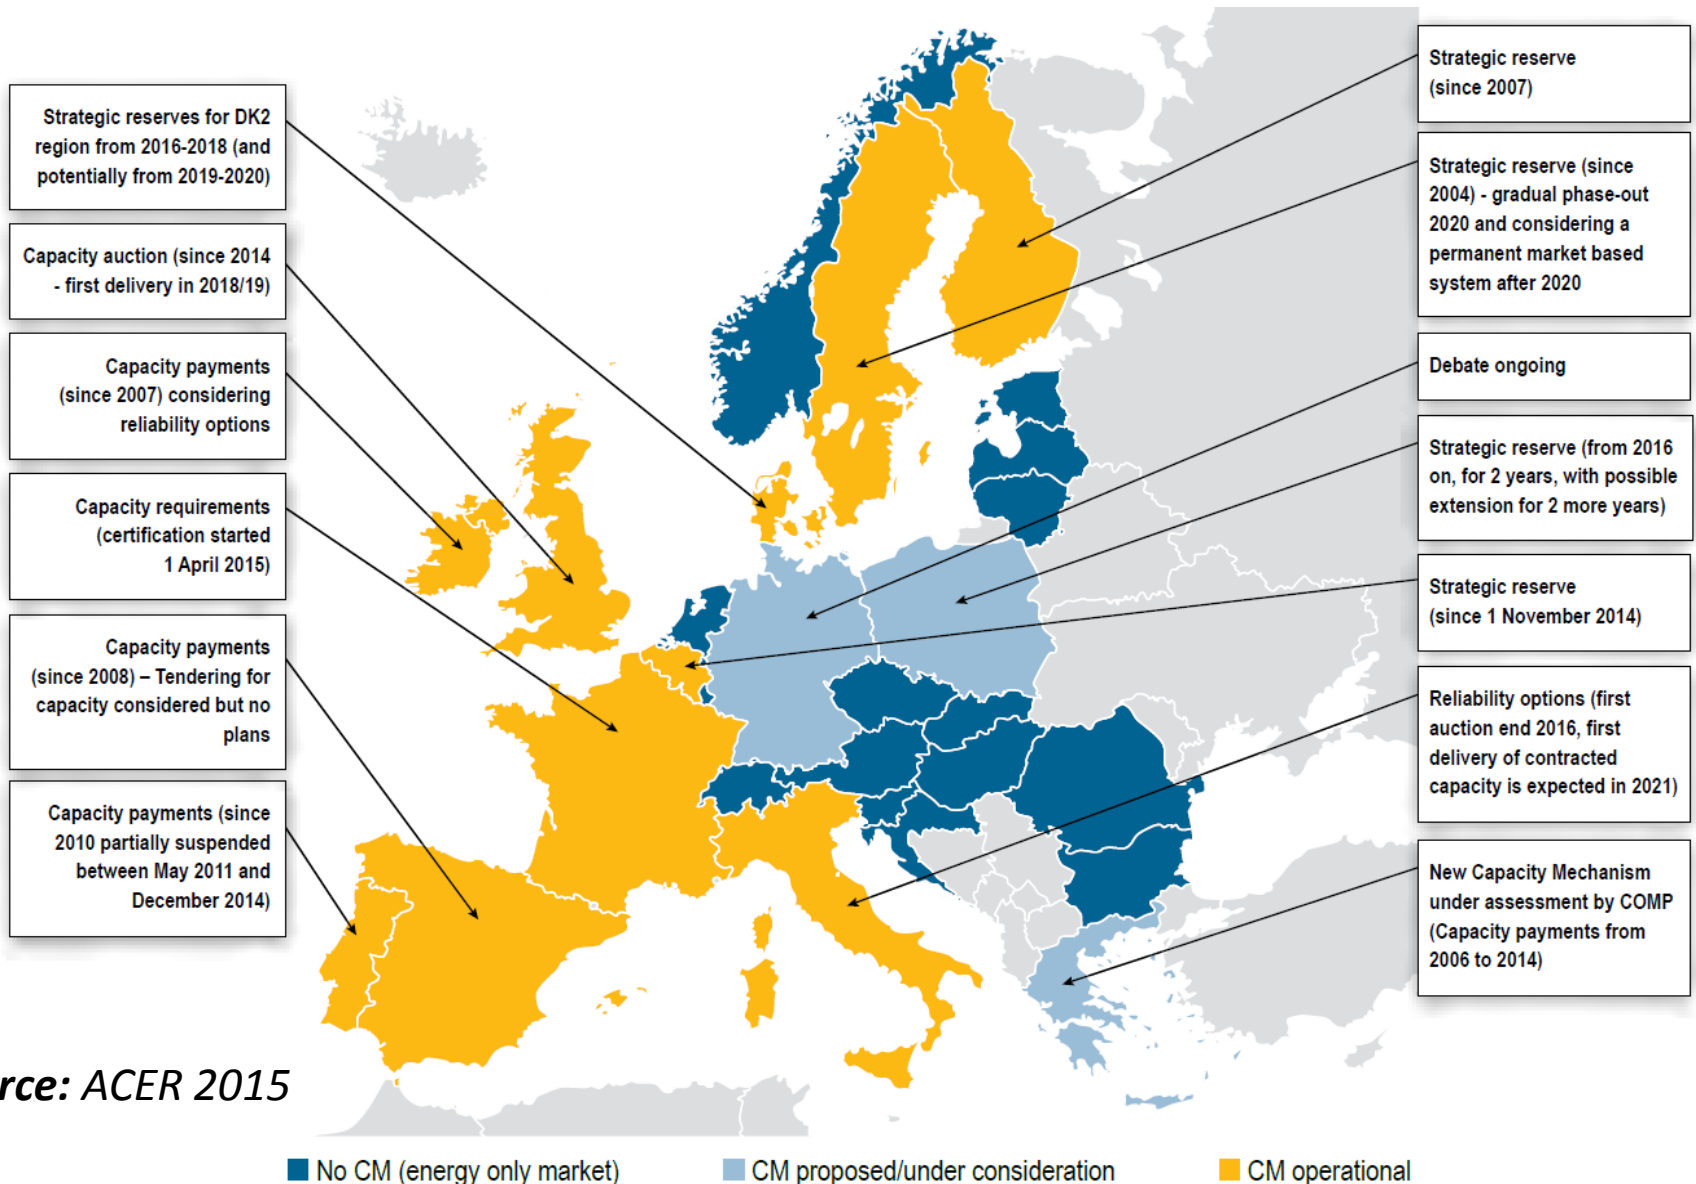 Strategic reserves for DK2
region from 2016-2018 (and
potentially from 2019-2020)
Capacity auction (since 2014
- first delivery in 2018/19)
Capacity payments
(since 2007) considering
reliability options
Capacity requirements
(certification started
1 April 2015)
Capacity payments
(since 2008) – Tendering for
capacity considered but no
plans
Capacity payments (since
2010 partially suspended
between May 2011 and
December 2014)
Strategic reserve
(since 2007)
Strategic reserve (since
2004) - gradual phase-out
2020 and considering a
permanent market based
system after 2020
Debate ongoing
Strategic reserve (from 2016
on, for 2 years, with possible
extension for 2 more years)
Strategic reserve
(since 1 November 2014)
Reliability options (first
auction end 2016, first
delivery of contracted
capacity is expected in 2021)
New Capacity Mechanism
under assessment by COMP
(Capacity payments from
2006 to 2014)
rce: ACER 2015
No CM (energy only market)
CM proposed/under consideration
CM operational